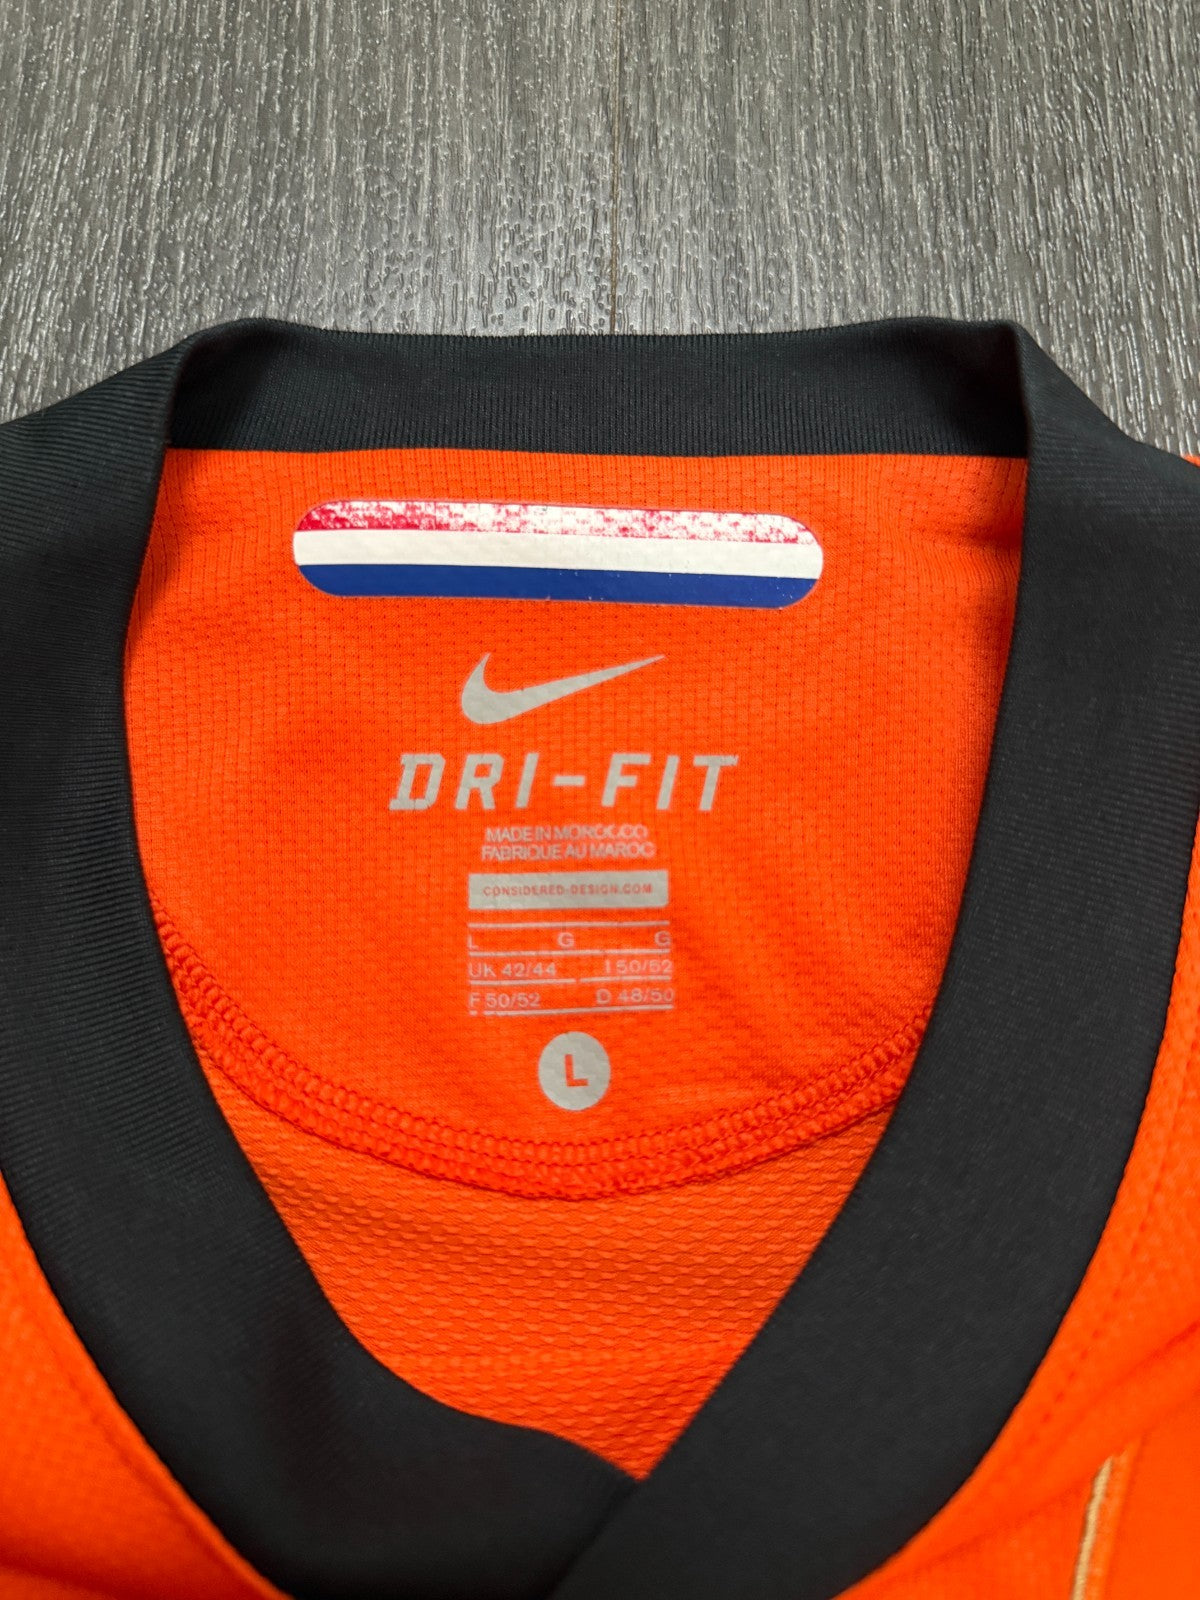 DRI-FIT
MADE IN MOROCCO
FABRIQUE AU MAROC
CONSIDERED-DESIGN.COM
L G G
UK 42/44 I 50/52
F 50/52 D 48/50
L